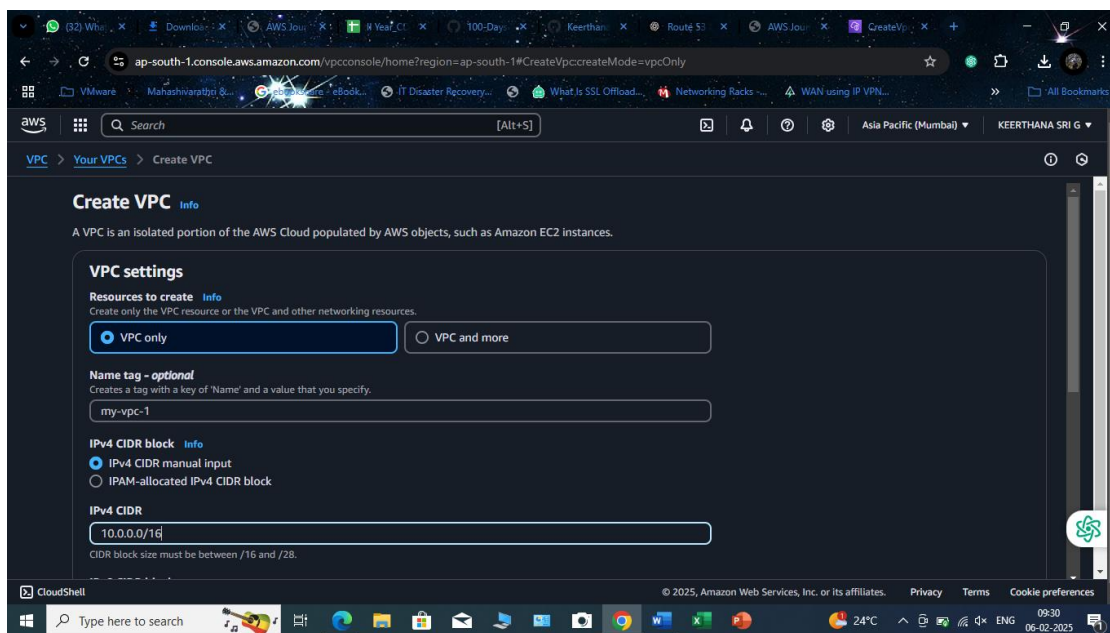 (32) Wha
Downloa
AWS Jou
II Year_CC
100-Day
Keerthana
Route 53
AWS Jour
CreateVp
ap-south-1.console.aws.amazon.com/vpcconsole/home?region=ap-south-1#CreateVpc:createMode=vpcOnly
VMware
Mahashivarathri &...
eBook...
IT Disaster Recovery...
What Is SSL Offload...
Networking Racks -...
WAN using IP VPN...
»
All Bookmarks
aws
Search
[Alt+S]
Asia Pacific (Mumbai)
KEERTHANA SRI G
VPC > Your VPCs > Create VPC
Create VPC Info
A VPC is an isolated portion of the AWS Cloud populated by AWS objects, such as Amazon EC2 instances.
VPC settings
Resources to create Info
Create only the VPC resource or the VPC and other networking resources.
VPC only
VPC and more
Name tag - optional
Creates a tag with a key of 'Name' and a value that you specify.
my-vpc-1
IPv4 CIDR block Info
IPv4 CIDR manual input
IPAM-allocated IPv4 CIDR block
IPv4 CIDR
10.0.0.0/16
CIDR block size must be between /16 and /28.
CloudShell
© 2025, Amazon Web Services, Inc. or its affiliates.
Privacy
Terms
Cookie preferences
Type here to search
24°C
ENG
09:30
06-02-2025